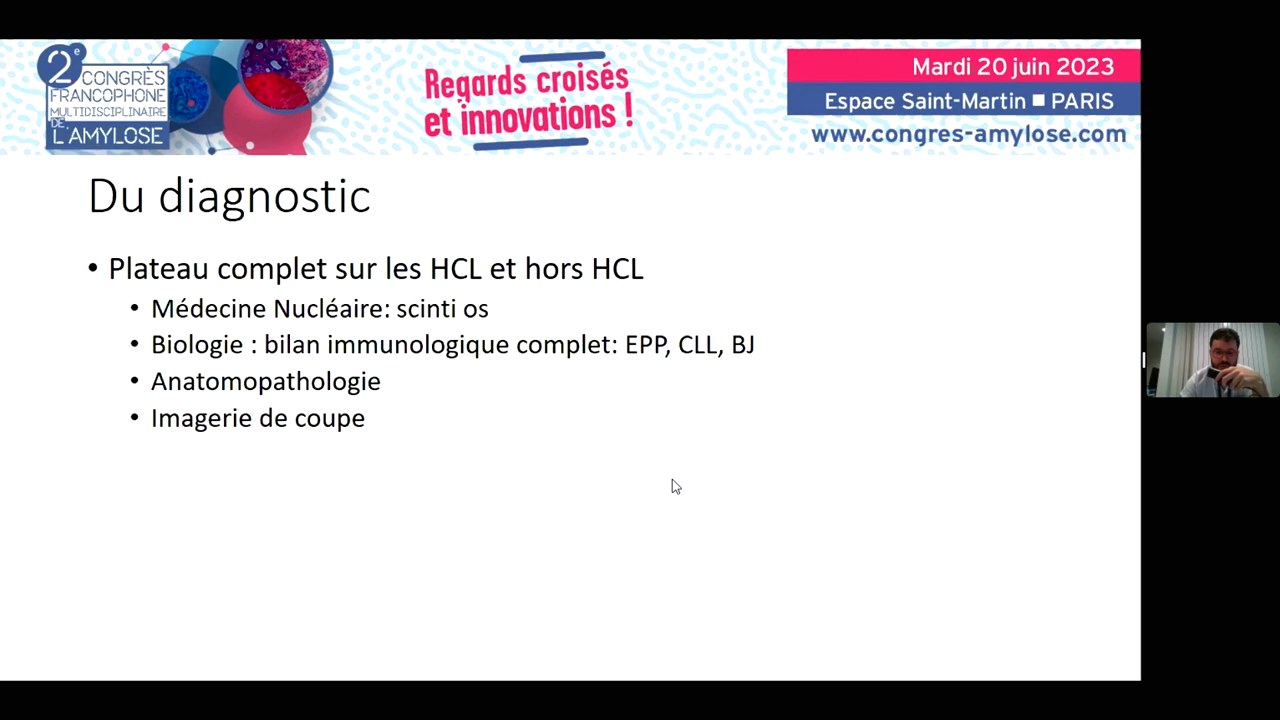 2e
CONGRÈS
FRANCOPHONE
MULTIDISCIPLINAIRE
DE
L'AMYLOSE
Regards croisés
et innovations !
Mardi 20 juin 2023
Espace Saint-Martin ■ PARIS
www.congres-amylose.com
Du diagnostic
• Plateau complet sur les HCL et hors HCL
• Médecine Nucléaire: scinti os
• Biologie : bilan immunologique complet: EPP, CLL, BJ
• Anatomopathologie
• Imagerie de coupe